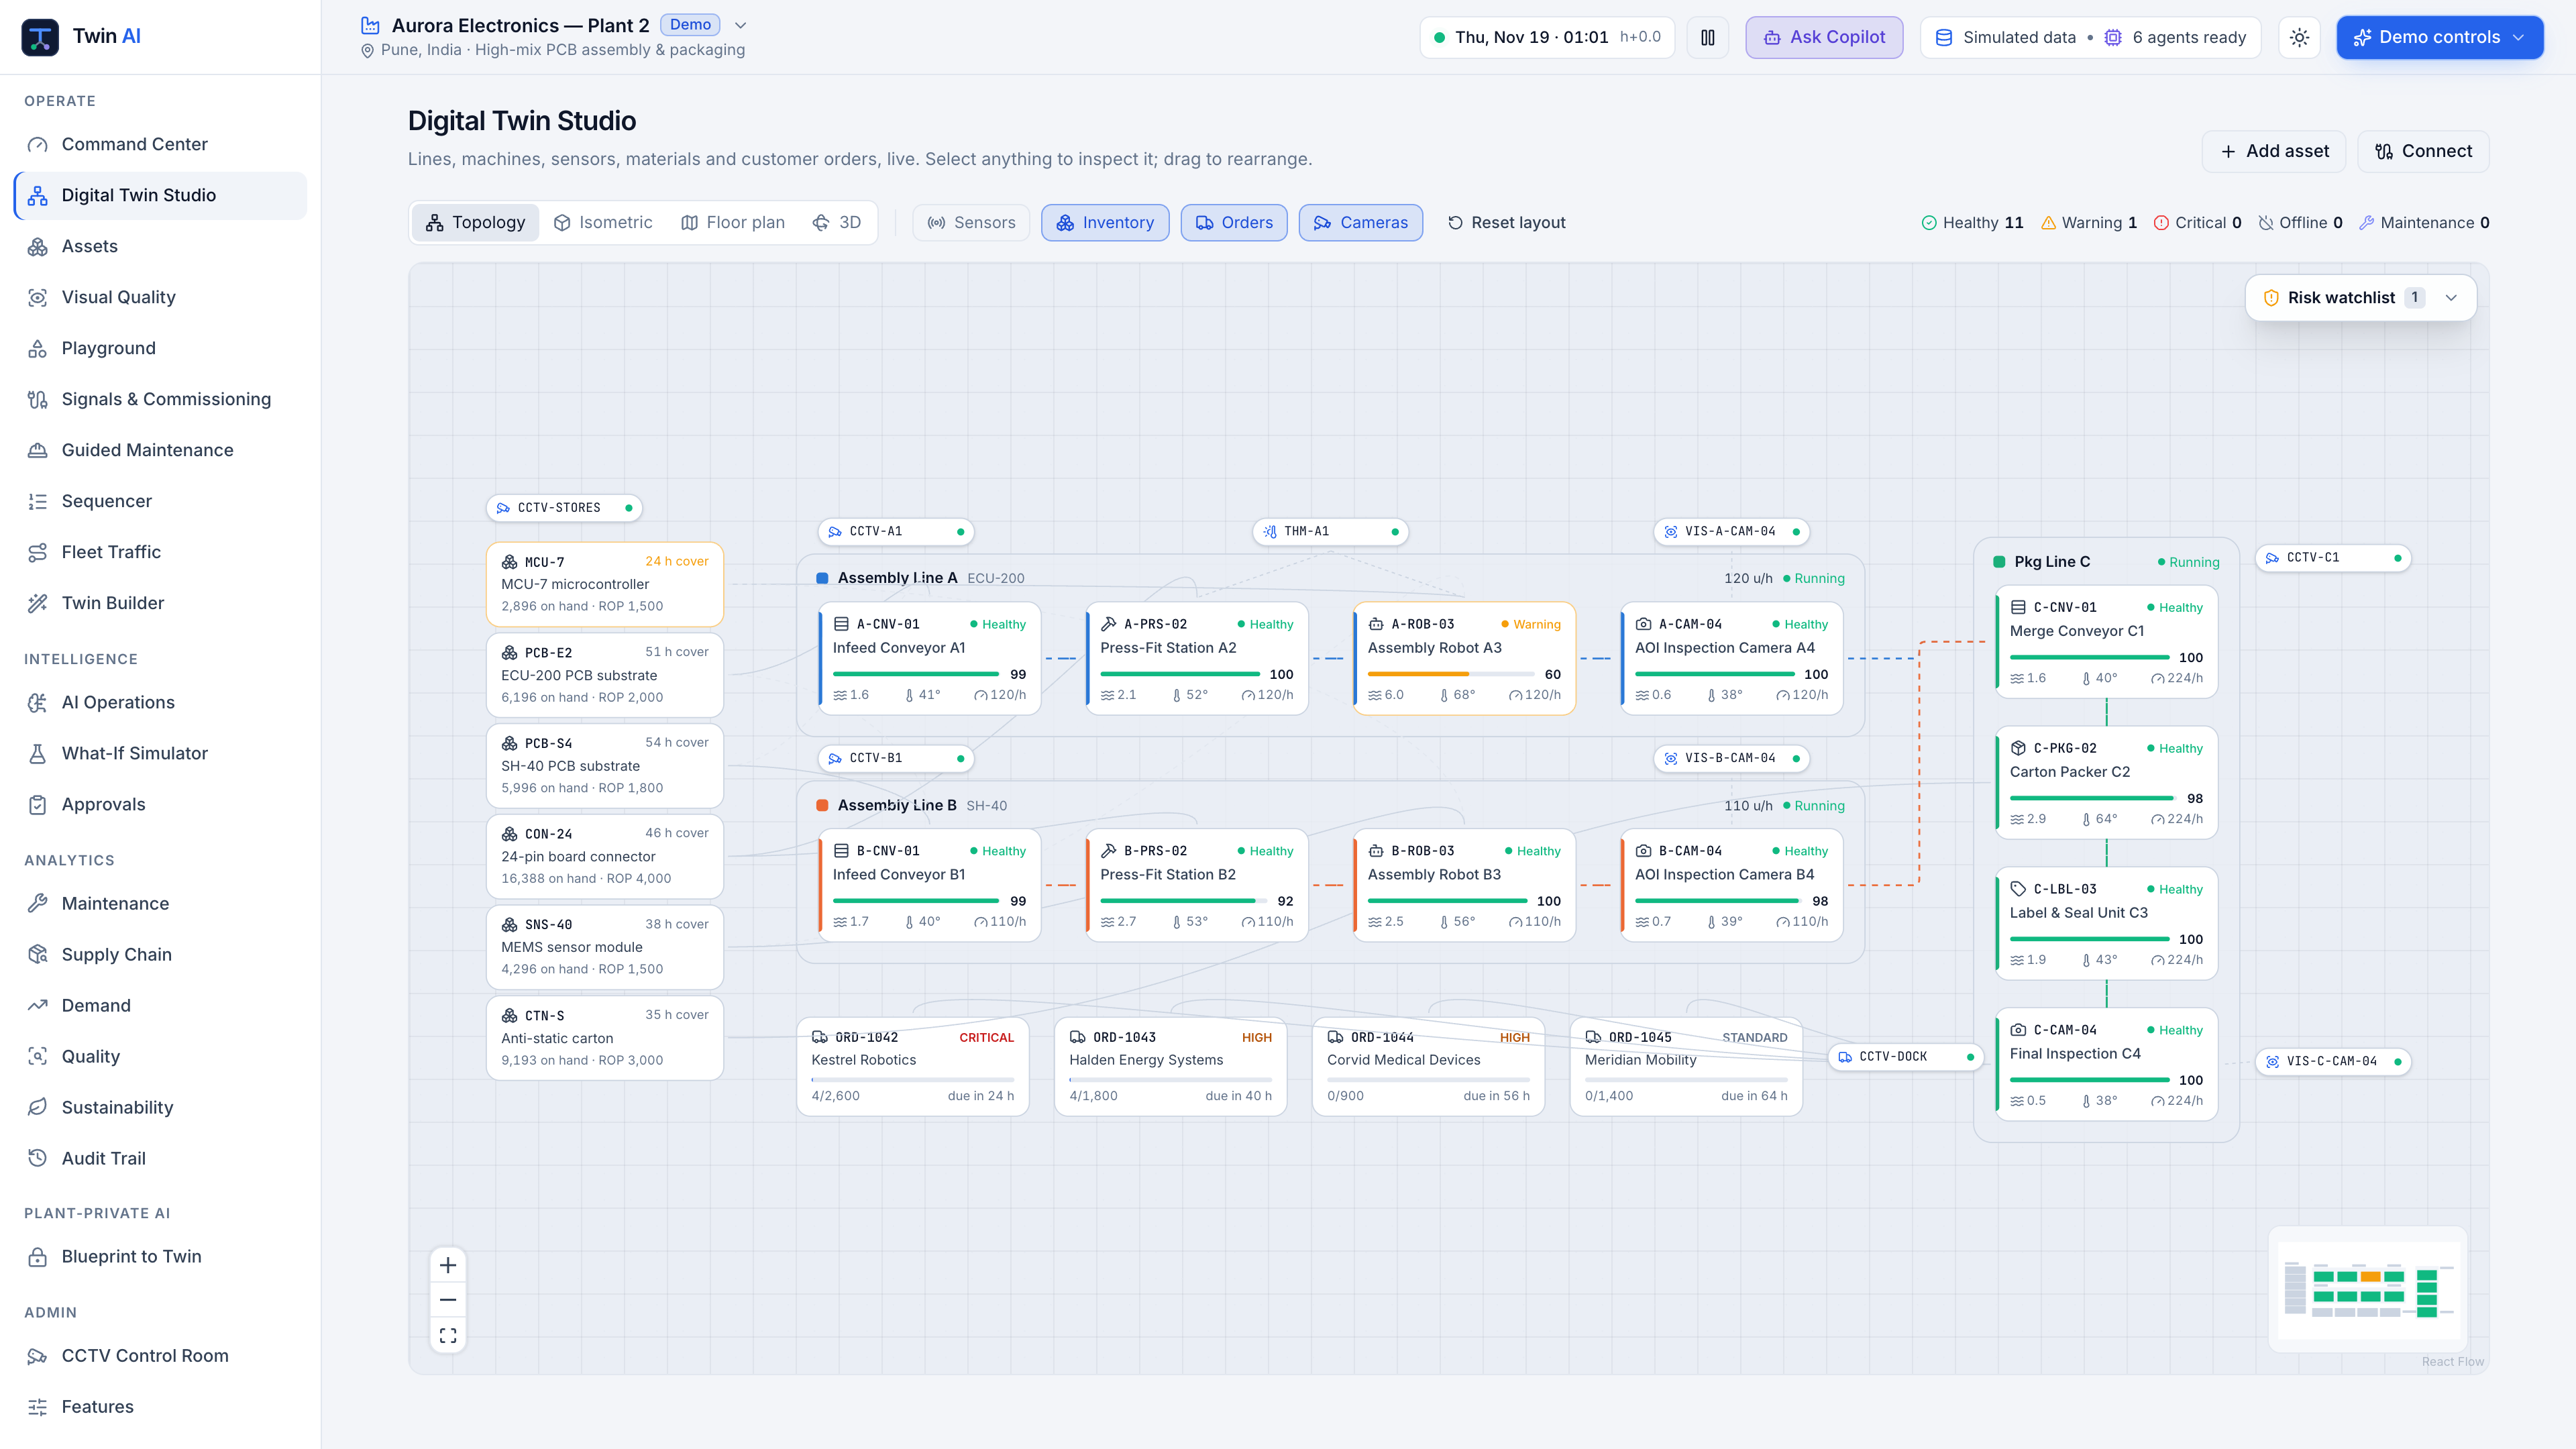 Twin AI
Aurora Electronics — Plant 2 Demo
Pune, India · High-mix PCB assembly & packaging
Thu, Nov 19 · 01:01 h+0.0
Ask Copilot
Simulated data • 6 agents ready
Demo controls
OPERATE
Command Center
Digital Twin Studio
Assets
Visual Quality
Playground
Signals & Commissioning
Guided Maintenance
Sequencer
Fleet Traffic
Twin Builder
INTELLIGENCE
AI Operations
What-If Simulator
Approvals
ANALYTICS
Maintenance
Supply Chain
Demand
Quality
Sustainability
Audit Trail
PLANT-PRIVATE AI
Blueprint to Twin
ADMIN
CCTV Control Room
Features
Digital Twin Studio
Lines, machines, sensors, materials and customer orders, live. Select anything to inspect it; drag to rearrange.
Add asset
Connect
Topology Isometric Floor plan 3D
Sensors Inventory Orders Cameras Reset layout
Healthy 11 Warning 1 Critical 0 Offline 0 Maintenance 0
Risk watchlist 1
CCTV-STORES
MCU-7 24 h cover
MCU-7 microcontroller
2,896 on hand · ROP 1,500
PCB-E2 51 h cover
ECU-200 PCB substrate
6,196 on hand · ROP 2,000
PCB-S4 54 h cover
SH-40 PCB substrate
5,996 on hand · ROP 1,800
CON-24 46 h cover
24-pin board connector
16,388 on hand · ROP 4,000
SNS-40 38 h cover
MEMS sensor module
4,296 on hand · ROP 1,500
CTN-S 35 h cover
Anti-static carton
9,193 on hand · ROP 3,000
CCTV-A1
THM-A1
VIS-A-CAM-04
Assembly Line A ECU-200
120 u/h Running
A-CNV-01 Healthy
Infeed Conveyor A1
99
1.6 41° 120/h
A-PRS-02 Healthy
Press-Fit Station A2
100
2.1 52° 120/h
A-ROB-03 Warning
Assembly Robot A3
60
6.0 68° 120/h
A-CAM-04 Healthy
AOI Inspection Camera A4
100
0.6 38° 120/h
CCTV-B1
VIS-B-CAM-04
Assembly Line B SH-40
110 u/h Running
B-CNV-01 Healthy
Infeed Conveyor B1
99
1.7 40° 110/h
B-PRS-02 Healthy
Press-Fit Station B2
92
2.7 53° 110/h
B-ROB-03 Healthy
Assembly Robot B3
100
2.5 56° 110/h
B-CAM-04 Healthy
AOI Inspection Camera B4
98
0.7 39° 110/h
ORD-1042 CRITICAL
Kestrel Robotics
4/2,600 due in 24 h
ORD-1043 HIGH
Halden Energy Systems
4/1,800 due in 40 h
ORD-1044 HIGH
Corvid Medical Devices
0/900 due in 56 h
ORD-1045 STANDARD
Meridian Mobility
0/1,400 due in 64 h
CCTV-DOCK
Pkg Line C Running
C-CNV-01 Healthy
Merge Conveyor C1
100
1.6 40° 224/h
C-PKG-02 Healthy
Carton Packer C2
98
2.9 64° 224/h
C-LBL-03 Healthy
Label & Seal Unit C3
100
1.9 43° 224/h
C-CAM-04 Healthy
Final Inspection C4
100
0.5 38° 224/h
CCTV-C1
VIS-C-CAM-04
React Flow